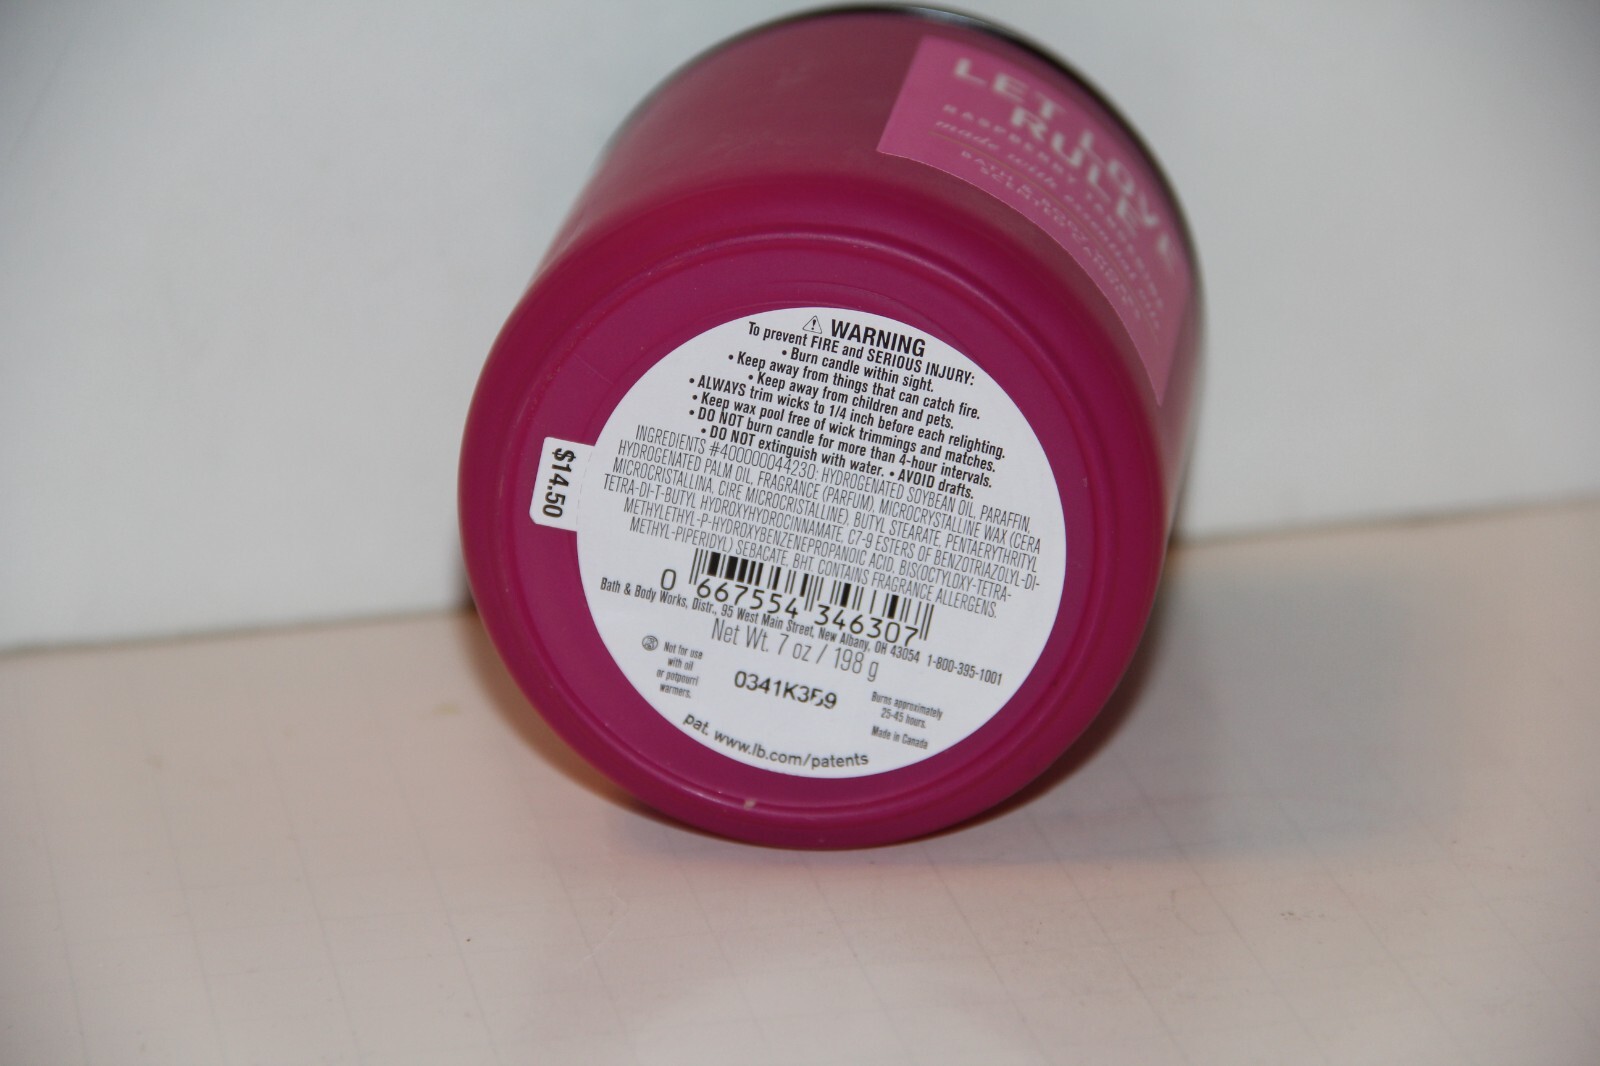 LET LOVE
RULE
RASPBERRY TANGERINE
made with essential oils
⚠ WARNING
To prevent FIRE and SERIOUS INJURY:
• Burn candle within sight.
• Keep away from things that can catch fire.
• Keep away from children and pets.
• ALWAYS trim wicks to 1/4 inch before each relighting.
• Keep wax pool free of wick trimmings and matches.
• DO NOT burn candle for more than 4-hour intervals.
• DO NOT extinguish with water. • AVOID drafts.
INGREDIENTS #400000044230: HYDROGENATED SOYBEAN OIL, PARAFFIN,
HYDROGENATED PALM OIL, FRAGRANCE (PARFUM), MICROCRYSTALLINE WAX (CERA
MICROCRISTALLINA, CIRE MICROCRISTALLINE), BUTYL STEARATE, PENTAERYTHRITYL
TETRA-DI-T-BUTYL HYDROXYHYDROCINNAMATE, C7-9 ESTERS OF BENZOTRIAZOLYL-DI-
METHYLETHYL-P-HYDROXYBENZENEPROPANOIC ACID, BIS(OCTYLOXY-TETRA-
METHYL-PIPERIDYL) SEBACATE, BHT. CONTAINS FRAGRANCE ALLERGENS.
0 667554 346307
Bath & Body Works, Distr., 95 West Main Street, New Albany, OH 43054 1-800-395-1001
Net Wt. 7 oz / 198 g
Not for use
with oil
or potpourri
warmers.
0341K359
Burns approximately
25-45 hours.
Made in Canada
pat. www.lb.com/patents
$14.50